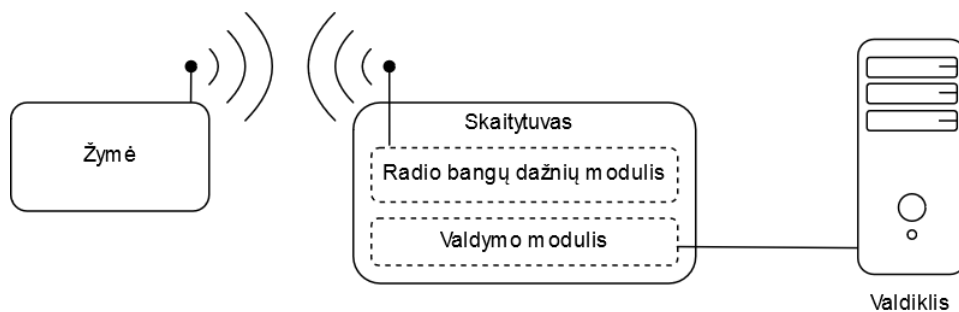 Žymė
Skaitytuvas
Radio bangų dažnių modulis
Valdymo modulis
Valdiklis